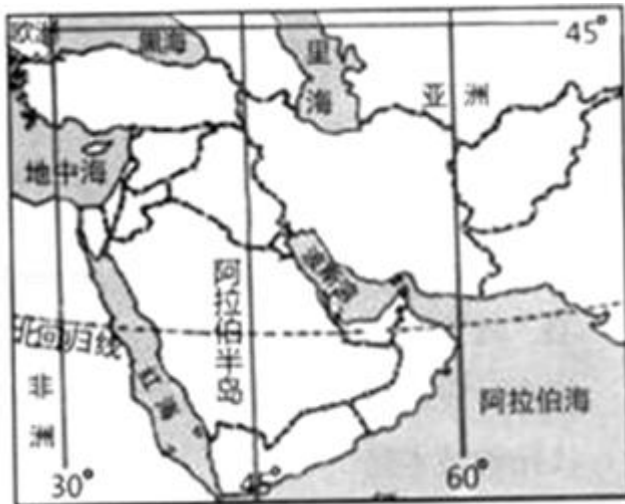 欧洲
黑海
里海
45°
亚洲
地中海
波斯湾
阿拉伯半岛
北回归线
红海
非洲
阿拉伯海
30°
45°
60°